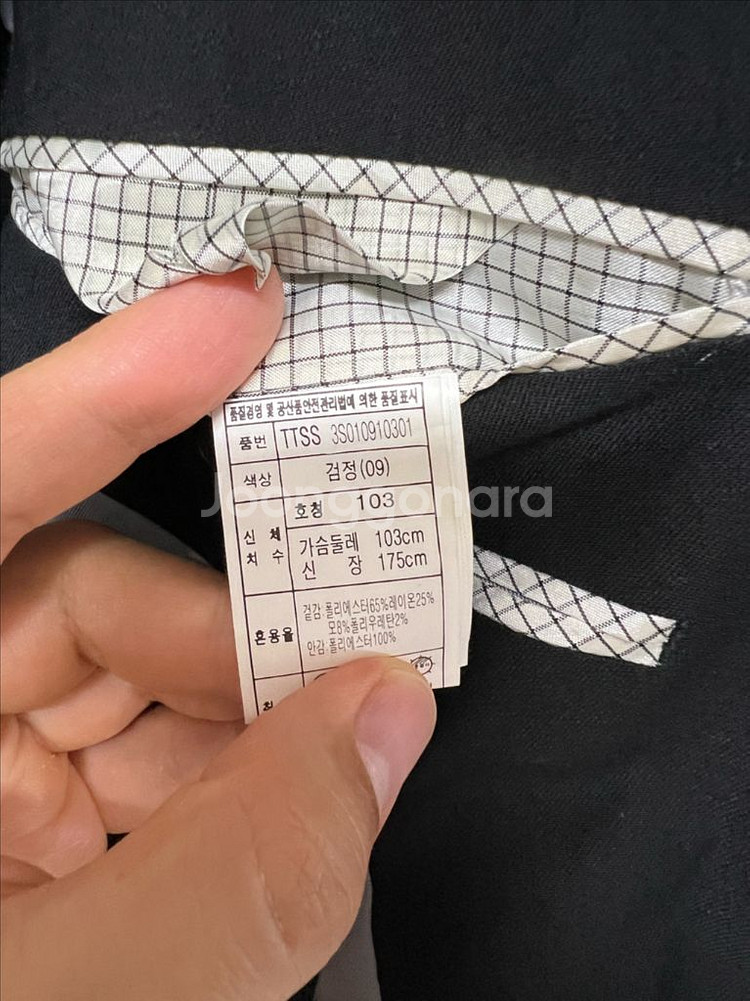 품질경영 및 공산품안전관리법에 의한 품질표시
품번 TTSS 3S010910301
색상 검정(09)
호칭 103
신체 치수
가슴둘레 103cm
신 장 175cm
혼용율
겉감:폴리에스터65%레이온25%
모8%폴리우레탄2%
안감:폴리에스터100%
Joonggonara